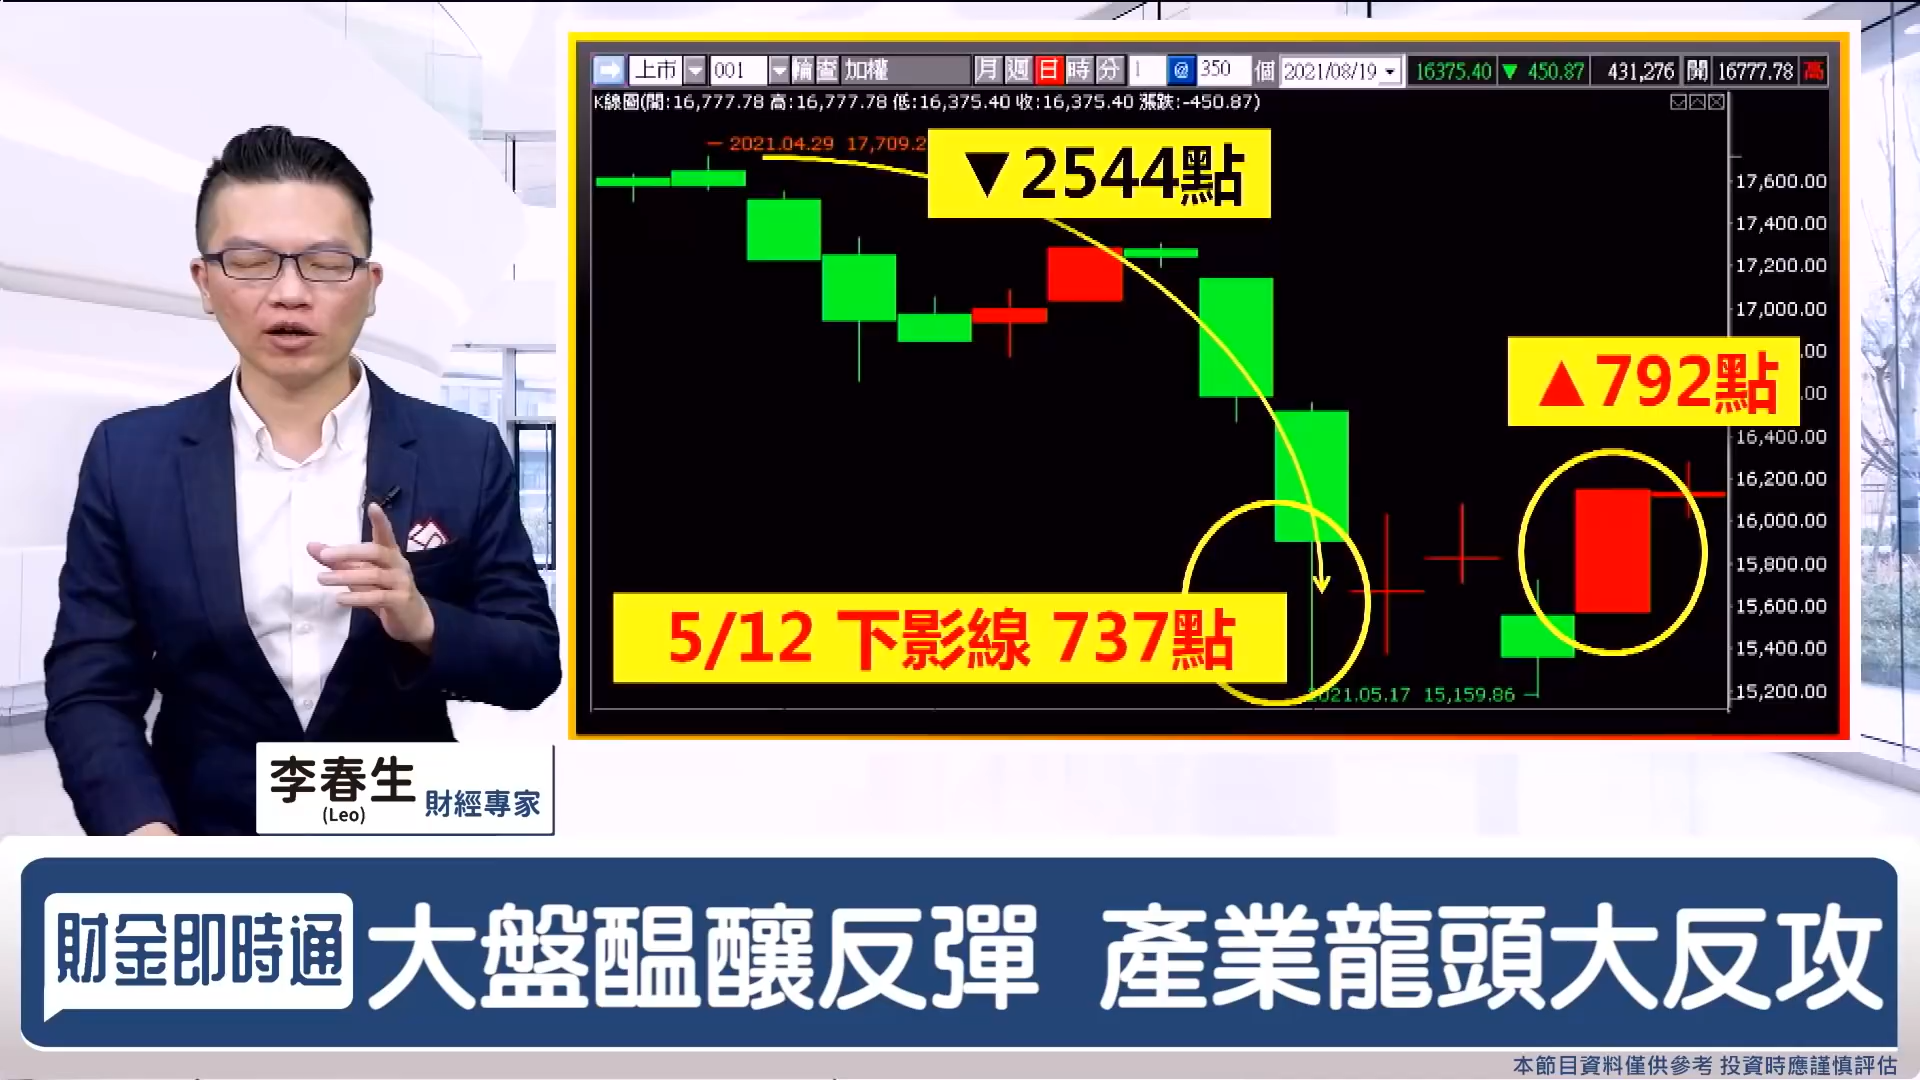 上市 001 輪 查 加權 月 週 日 時 分 1 @ 350 個 2021/08/19 16375.40 ▼ 450.87 431,276 開 16777.78 高
K線圖(開:16,777.78 高:16,777.78 低:16,375.40 收:16,375.40 漲跌:-450.87)
2021.04.29 17,709.2
▼2544點
17,600.00
17,400.00
17,200.00
17,000.00
.00
▲792點
.00
16,400.00
16,200.00
16,000.00
15,800.00
15,600.00
15,400.00
15,200.00
5/12 下影線 737點
2021.05.17 15,159.86
李春生
(Leo)
財經專家
財金即時通
大盤醞釀反彈 產業龍頭大反攻
本節目資料僅供參考 投資時應謹慎評估